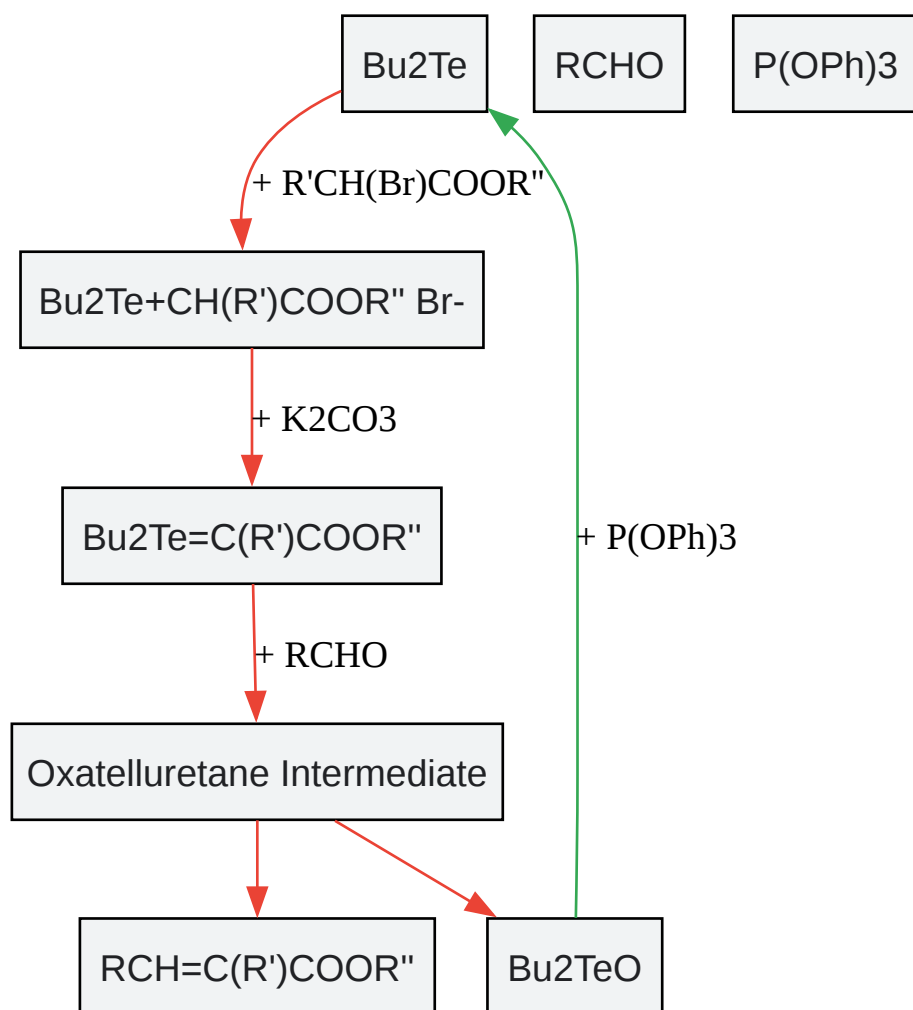 Bu2Te
RCHO
P(OPh)3
+ R'CH(Br)COOR"
Bu2Te+CH(R')COOR" Br-
+ K2CO3
Bu2Te=C(R')COOR"
+ P(OPh)3
+ RCHO
Oxatelluretane Intermediate
RCH=C(R')COOR"
Bu2TeO